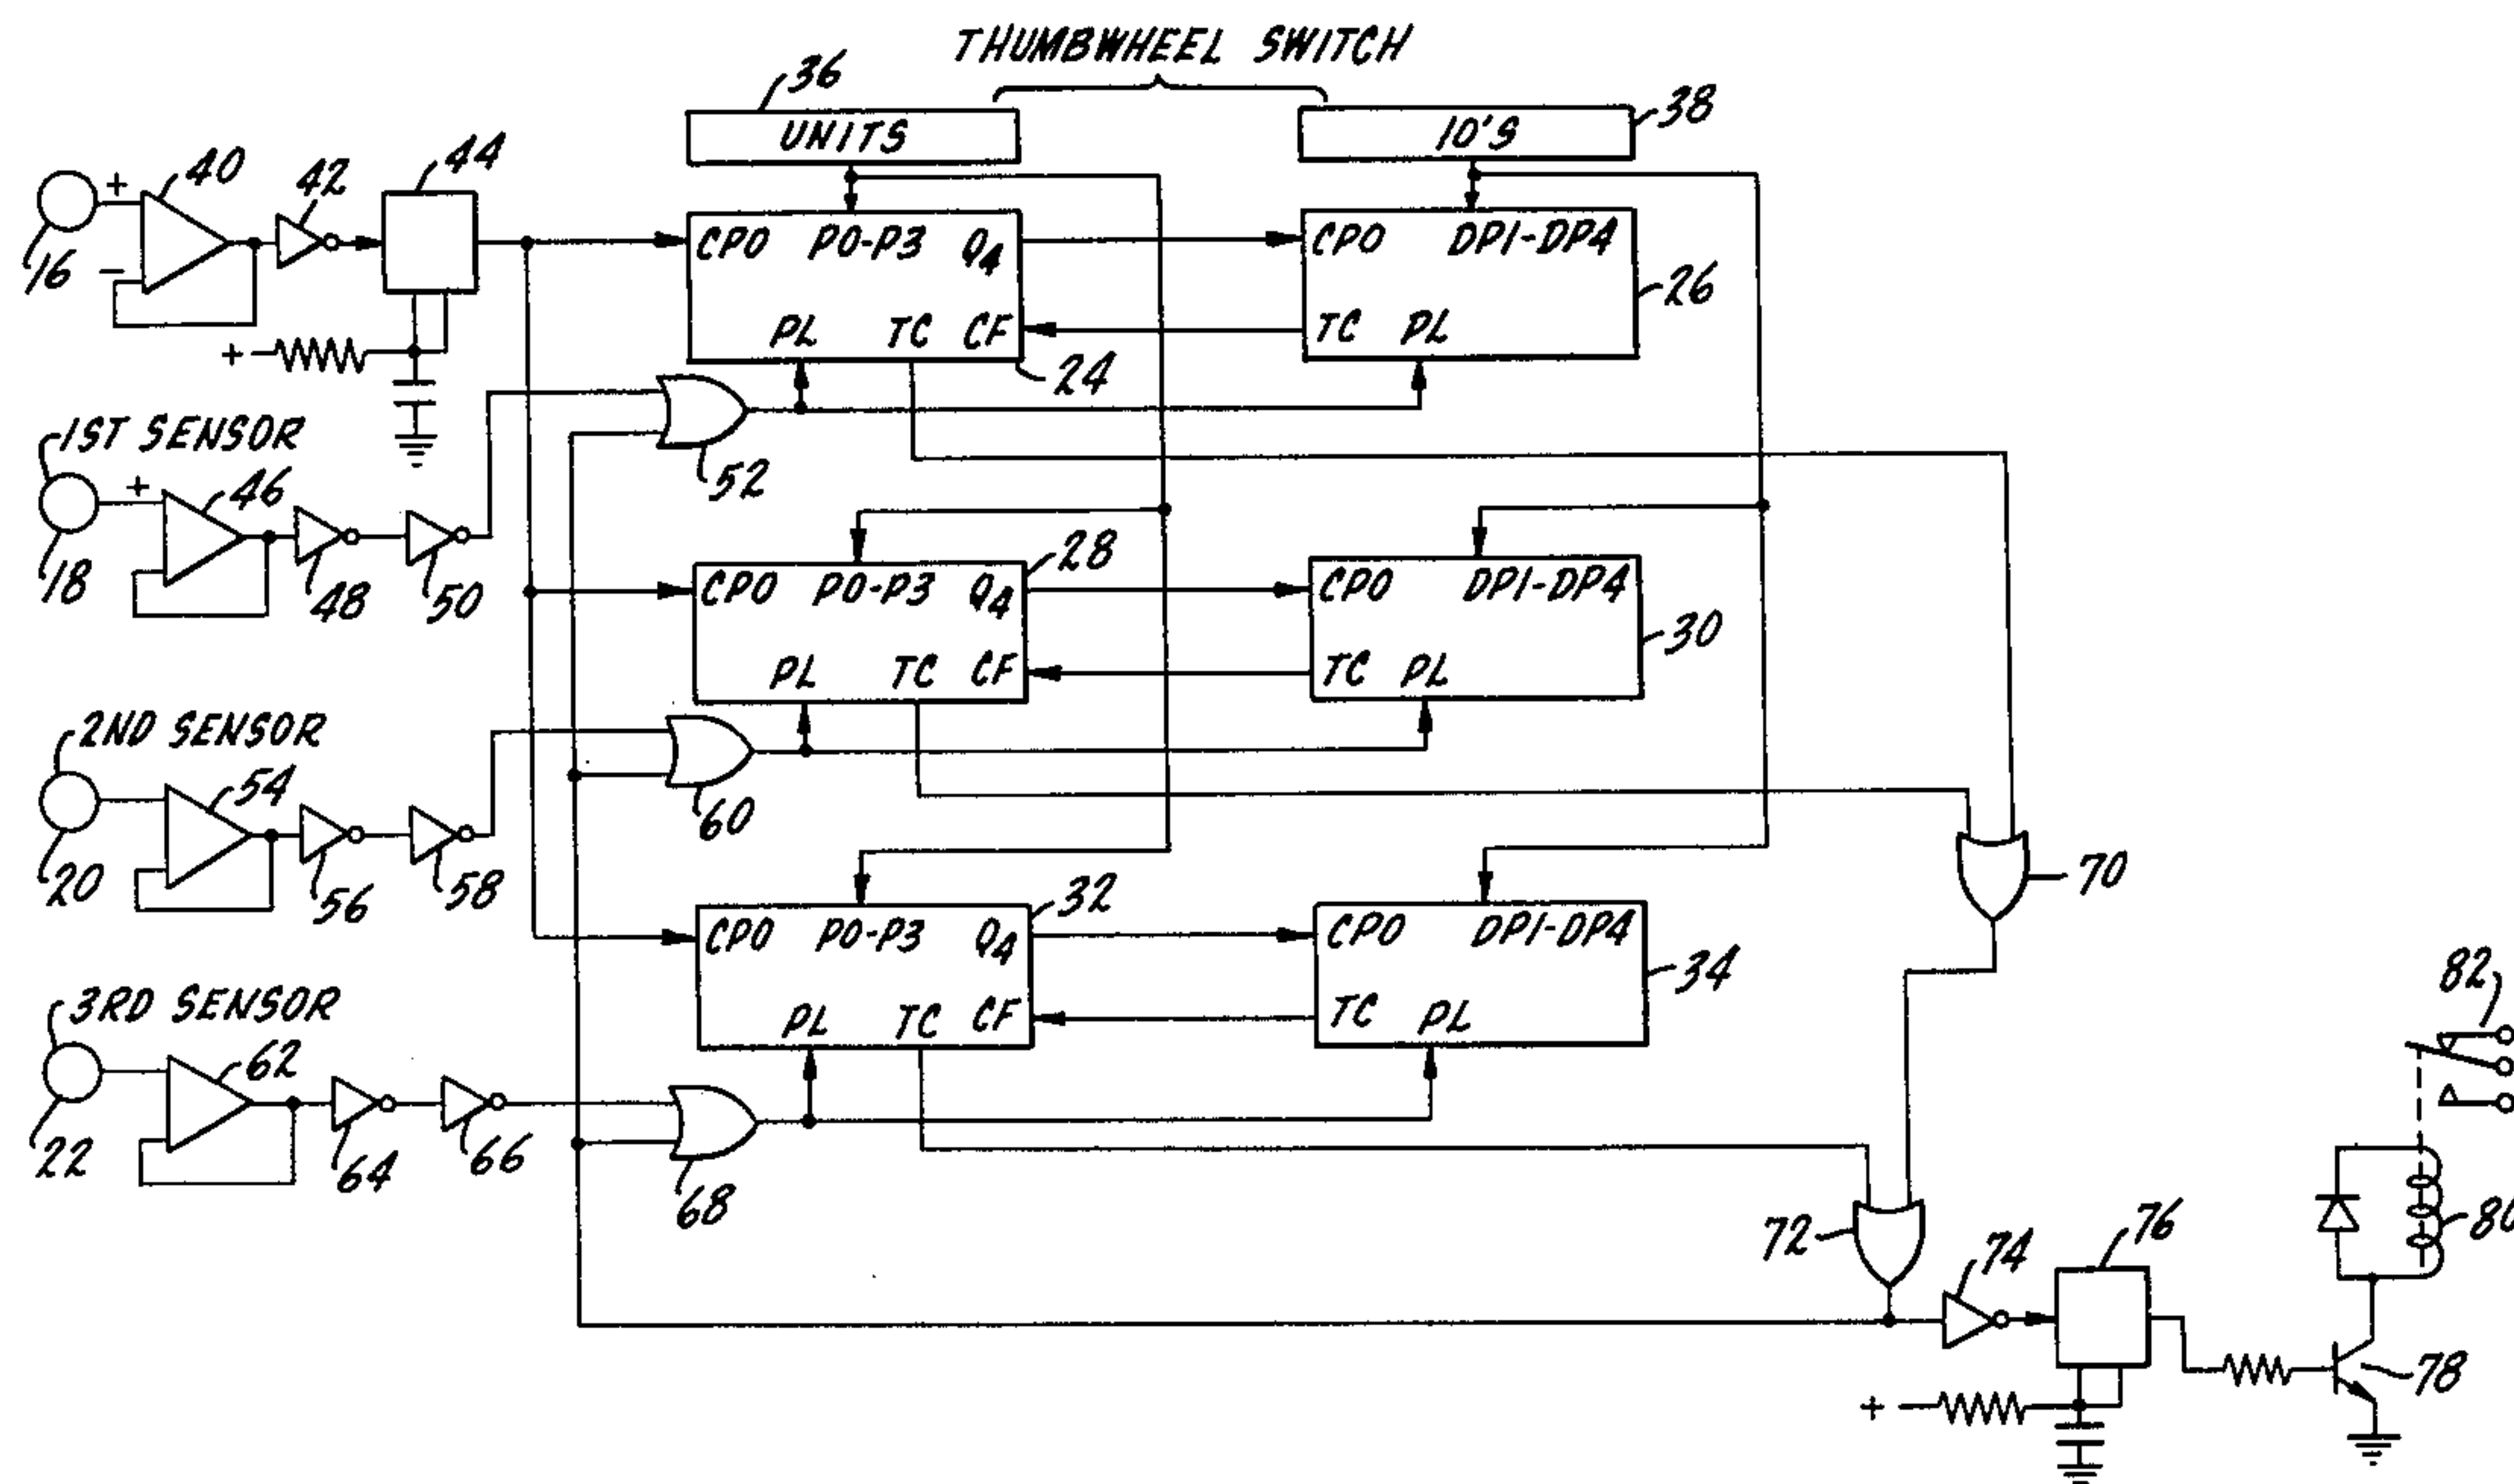 THUMBWHEEL SWITCH
36
UNITS
38
10'S
16
+
-
40
42
44
+
CPO P0-P3 Q4
PL TC CF
24
CPO DP1-DP4
TC PL
26
52
1ST SENSOR
18
+
46
48
50
CPO P0-P3 Q4
PL TC CF
28
CPO DP1-DP4
TC PL
30
60
2ND SENSOR
20
54
56
58
CPO P0-P3 Q4
PL TC CF
32
CPO DP1-DP4
TC PL
34
70
3RD SENSOR
22
62
64
66
68
72
74
76
+
78
80
82